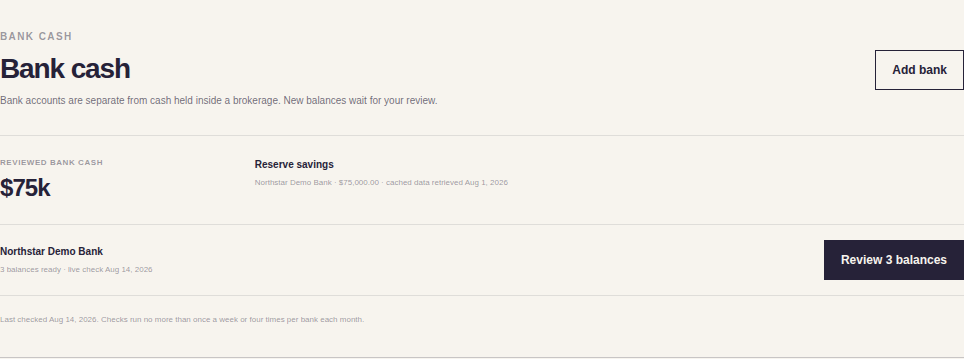 BANK CASH
Bank cash
Bank accounts are separate from cash held inside a brokerage. New balances wait for your review.
Add bank
REVIEWED BANK CASH
$75k
Reserve savings
Northstar Demo Bank · $75,000.00 · cached data retrieved Aug 1, 2026
Northstar Demo Bank
3 balances ready · live check Aug 14, 2026
Review 3 balances
Last checked Aug 14, 2026. Checks run no more than once a week or four times per bank each month.